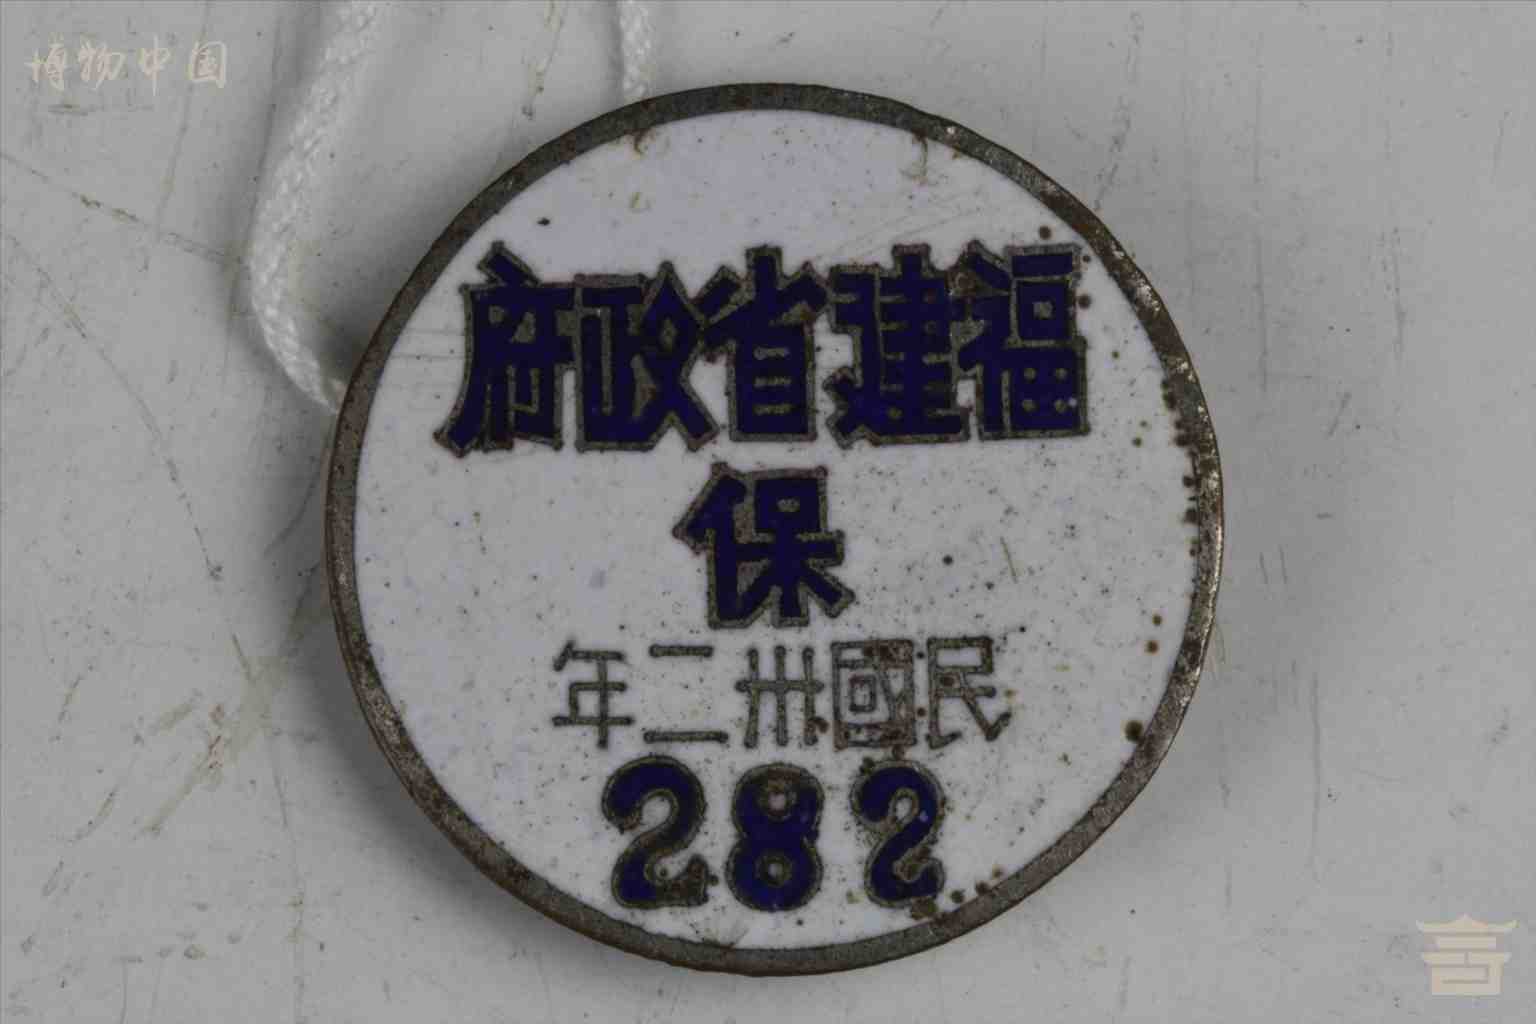 博物中国
福建省政府
保
民國卅二年
282